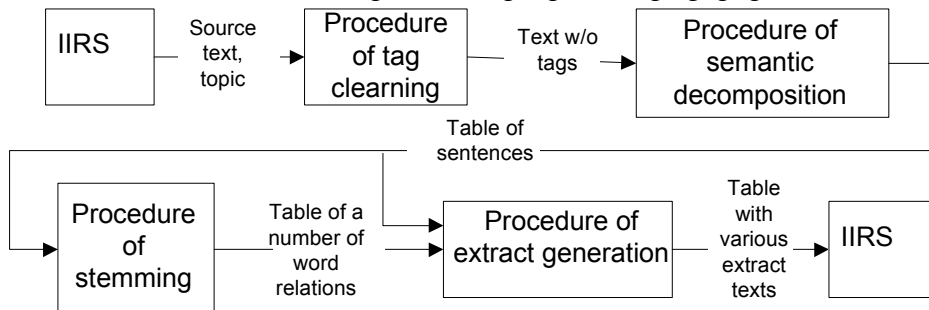 IIRS
Source
text,
topic
Procedure
of tag
clearning
Text w/o
tags
Procedure of
semantic
decomposition
Table of
sentences
Procedure
of
stemming
Table of a
number of
word
relations
Procedure of
extract generation
Table
with
various
extract
texts
IIRS